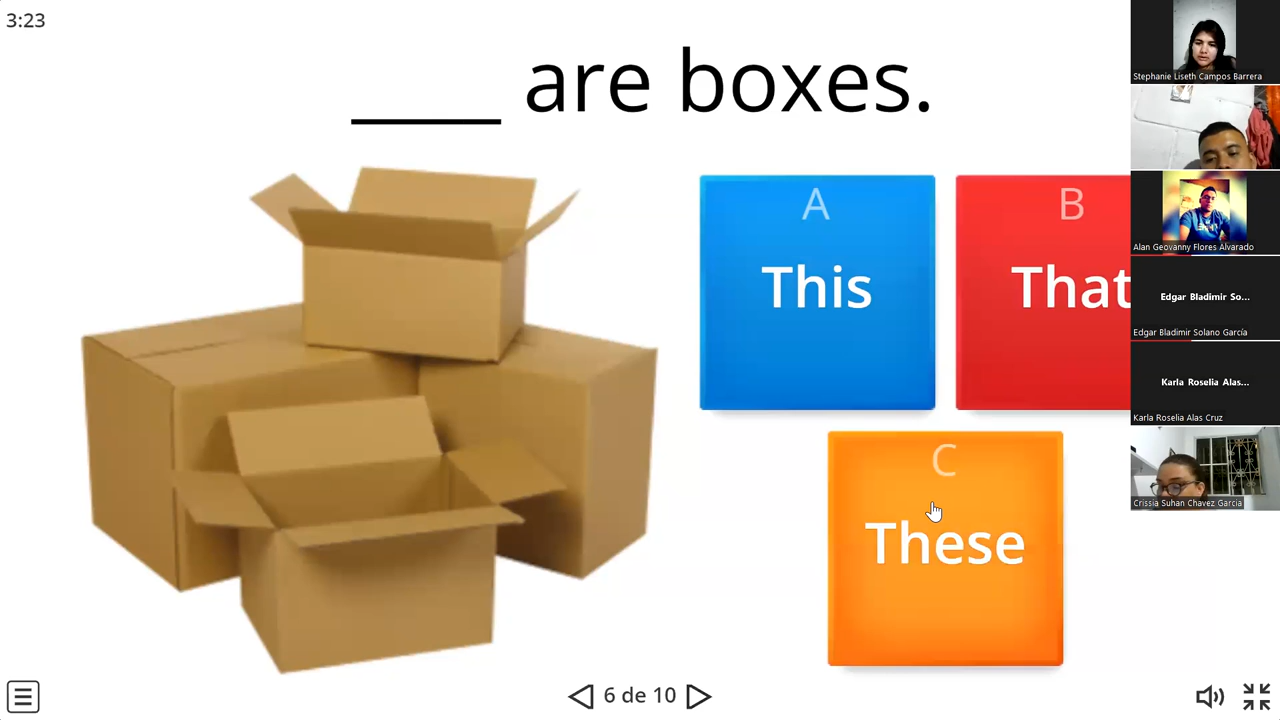 3:23
____ are boxes.
A
This
B
That
C
These
6 de 10
Stephanie Liseth Campos Barrera
Alan Geovanny Flores Alvarado
Edgar Bladimir So...
Edgar Bladimir Solano García
Karla Roselia Alas...
Karla Roselia Alas Cruz
Crissia Suhan Chavez Garcia